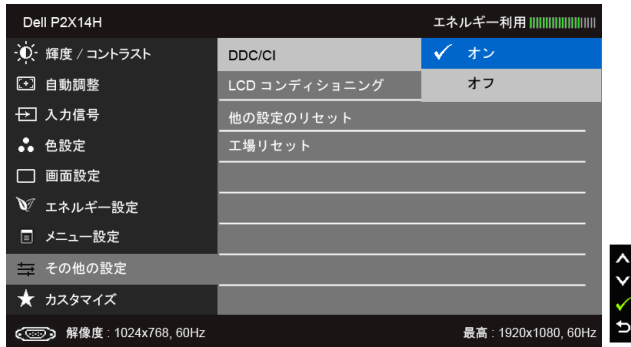 Dell P2X14H
エネルギー利用
輝度 / コントラスト
DDC/CI
オン
自動調整
LCD コンディショニング
オフ
入力信号
他の設定のリセット
色設定
工場リセット
画面設定
エネルギー設定
メニュー設定
その他の設定
カスタマイズ
解像度 : 1024x768, 60Hz
最高 : 1920x1080, 60Hz